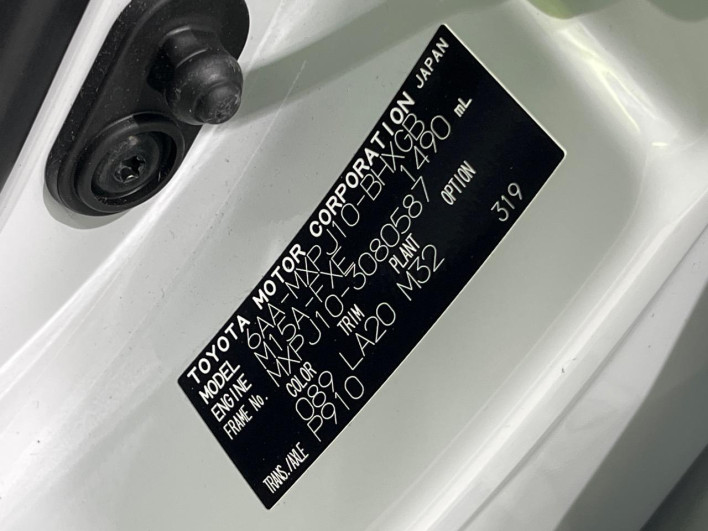 TOYOTA MOTOR CORPORATION JAPAN
MODEL 6AA-MXPJ10-BHXGB
ENGINE M15A-FXE 1490 mL
FRAME No. MXPJ10-3080587
COLOR TRIM PLANT OPTION
089 LA20 M32
TRANS./AXLE P910 319